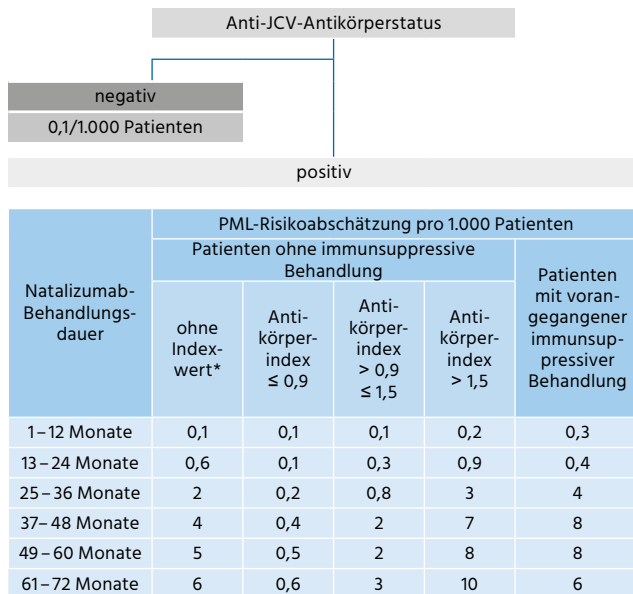 Anti-JCV-Antikörperstatus
negativ
0,1/1.000 Patienten
positiv
Natalizumab-
Behandlungs-
dauer
PML-Risikoabschätzung pro 1.000 Patienten
Patienten ohne immunsuppressive
Behandlung
ohne
Index-
wert*
Anti-
körper-
index
≤ 0,9
Anti-
körper-
index
> 0,9
≤ 1,5
Anti-
körper-
index
> 1,5
Patienten
mit voran-
gegangener
immunsup-
pressiver
Behandlung
1–12 Monate 0,1 0,1 0,1 0,2 0,3
13–24 Monate 0,6 0,1 0,3 0,9 0,4
25–36 Monate 2 0,2 0,8 3 4
37–48 Monate 4 0,4 2 7 8
49–60 Monate 5 0,5 2 8 8
61–72 Monate 6 0,6 3 10 6